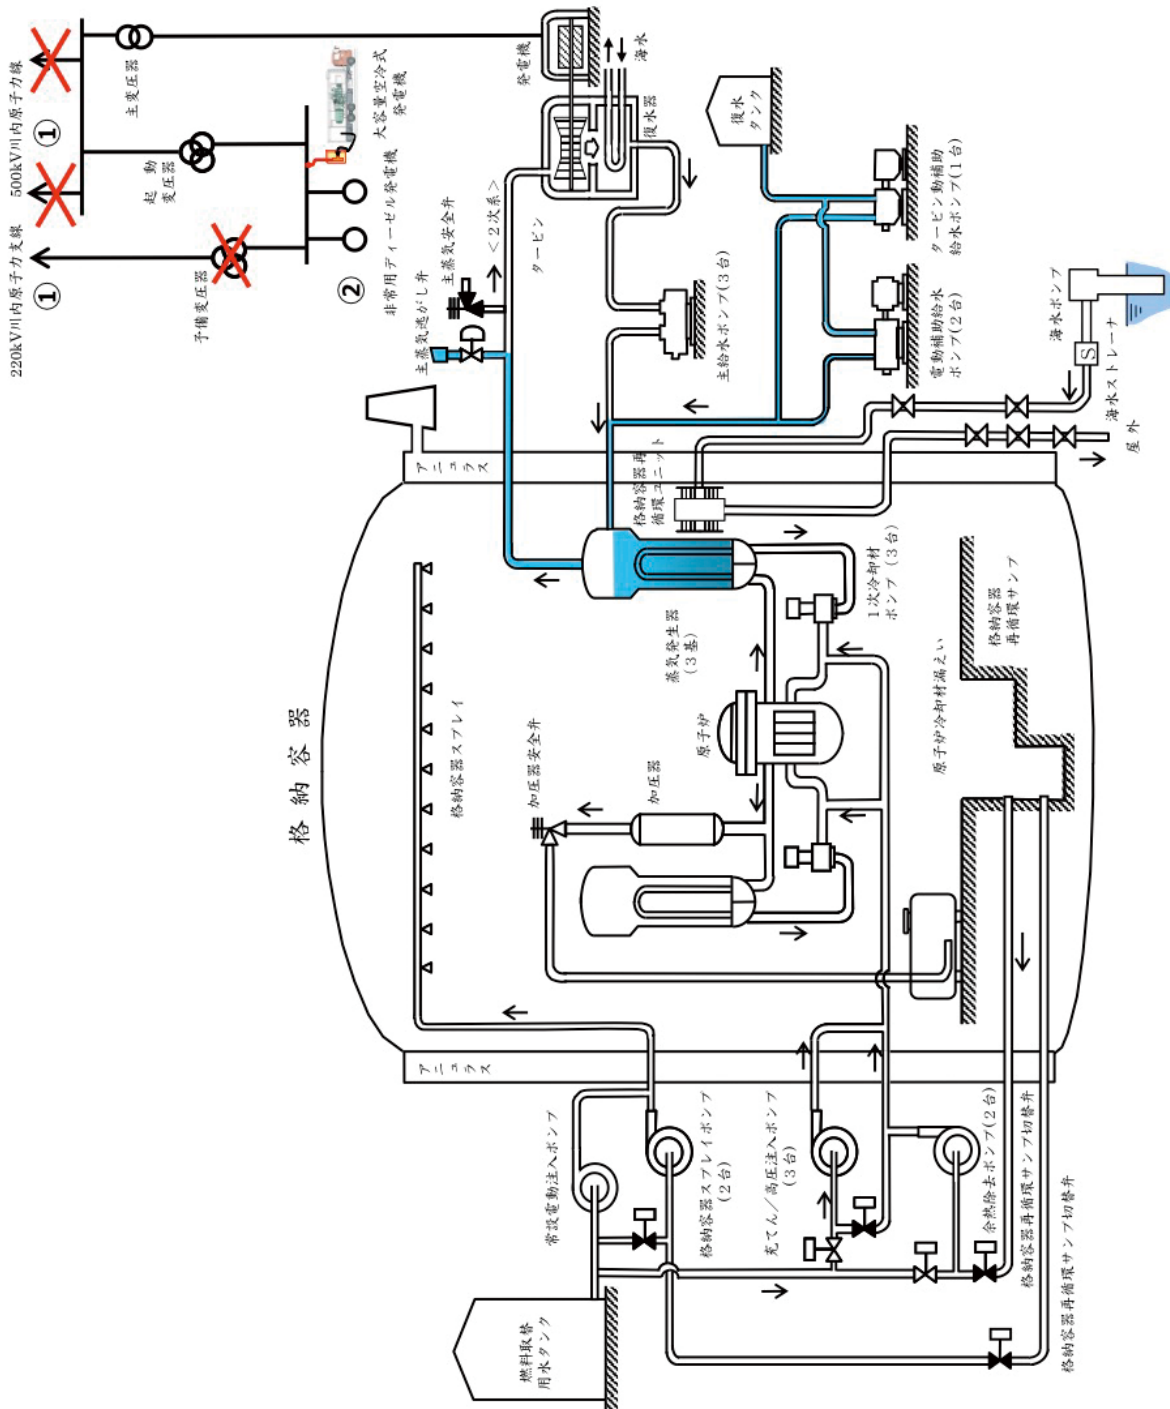 220kV川内原子力支線
500kV川内原子力線
①
①
主変圧器
起動
変圧器
予備変圧器
大容量空冷式
発電機
②
非常用ディーゼル発電機
発電機
海水
復水器
タービン
<2次系>
主蒸気安全弁
主蒸気逃がし弁
復水
タンク
主給水ポンプ(3台)
タービン動補助
給水ポンプ(1台)
電動補助給水
ポンプ(2台)
海水ポンプ
S
海水ストレーナ
屋外
アニュラス
格納容器再
循環ユニット
格納容器
格納容器スプレイ
蒸気発生器
(3基)
1次冷却材
ポンプ(3台)
原子炉
加圧器
加圧器安全弁
原子炉冷却材漏えい
格納容器
再循環サンプ
アニュラス
常設電動注入ポンプ
格納容器スプレイポンプ
(2台)
充てん/高圧注入ポンプ
(3台)
余熱除去ポンプ(2台)
格納容器再循環サンプ切替弁
格納容器再循環サンプ切替弁
燃料取替
用水タンク